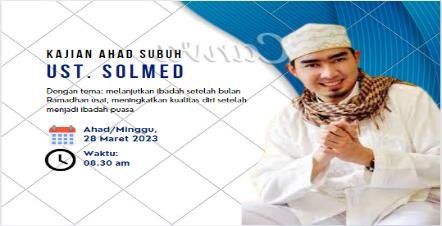 KAJIAN AHAD SUBUH
UST. SOLMED
Dengan tema: melanjutkan ibadah setelah bulan
Ramadhan usat, meningkatkan kualitas diri setelah
menjadi ibadah puasa
Ahad/Minggu,
28 Maret 2023
Waktu:
08.30 am